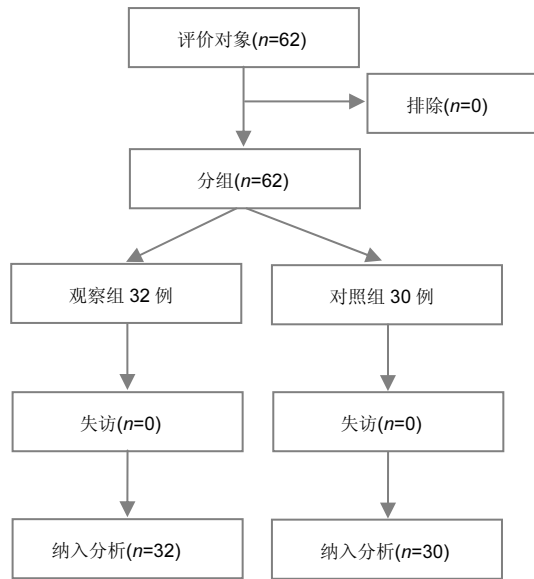 评价对象(n=62)
排除(n=0)
分组(n=62)
观察组 32 例
对照组 30 例
失访(n=0)
失访(n=0)
纳入分析(n=32)
纳入分析(n=30)